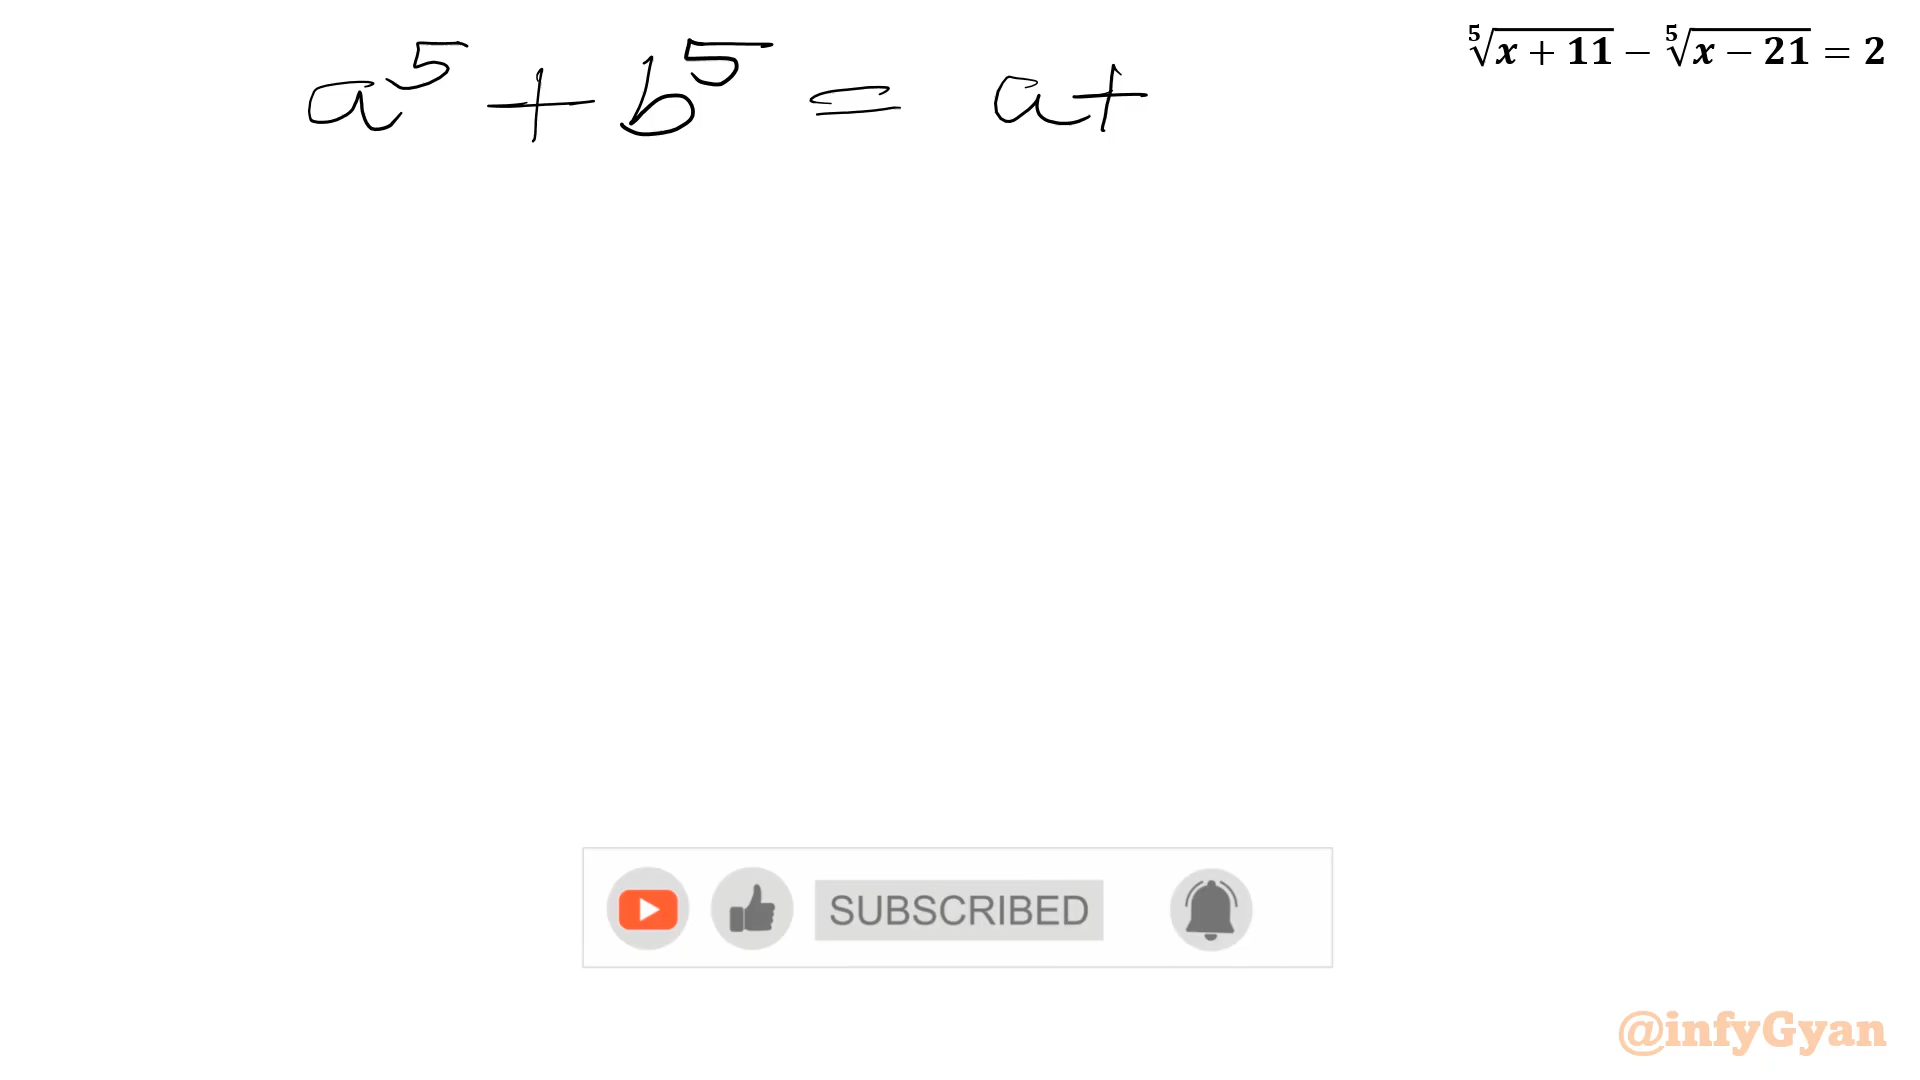 a⁵ + b⁵ = a+
⁵√(x + 11) − ⁵√(x − 21) = 2
SUBSCRIBED
@infyGyan